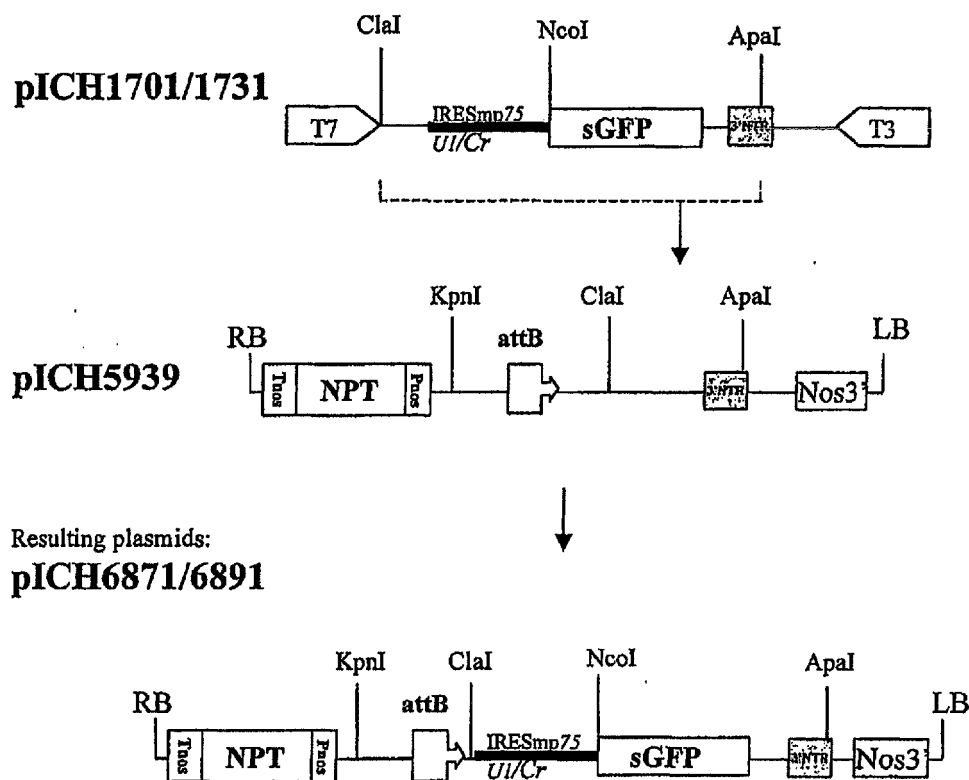 ClaI NcoI ApaI
pICH1701/1731
T7 IRESmp75 sGFP 3'NTR T3
U1/Cr
KpnI attB ClaI ApaI
RB LB
pICH5939
Tnos NPT Pnos 3'NTR Nos3'
Resulting plasmids:
pICH6871/6891
KpnI attB ClaI NcoI ApaI
RB LB
Tnos NPT Pnos IRESmp75 sGFP 3'NTR Nos3'
U1/Cr